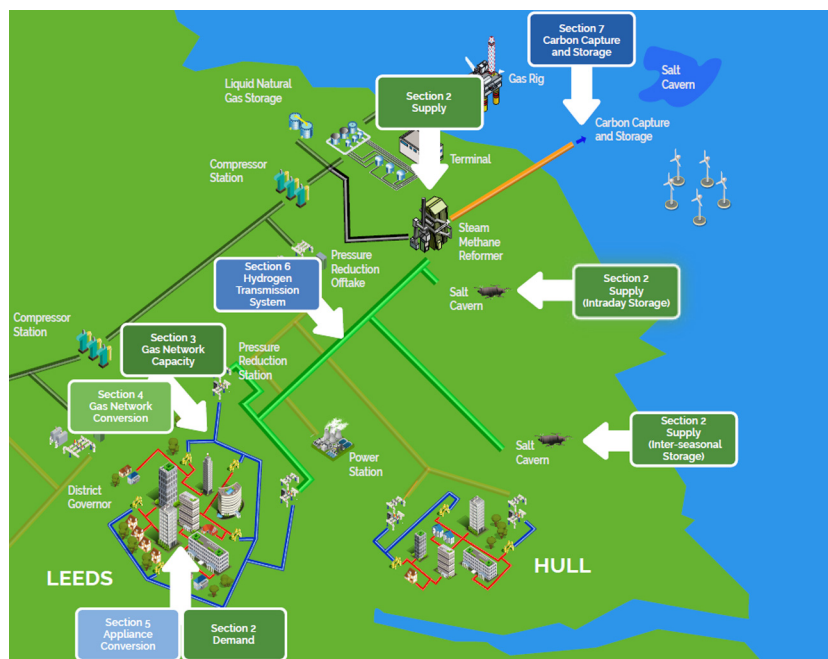 Section 7
Carbon Capture
and Storage
Gas Rig
Salt
Cavern
Liquid Natural
Gas Storage
Section 2
Supply
Carbon Capture
and Storage
Terminal
Compressor
Station
Steam
Methane
Reformer
Pressure
Reduction
Offtake
Section 6
Hydrogen
Transmission
System
Salt
Cavern
Section 2
Supply
(Intraday Storage)
Compressor
Station
Section 3
Gas Network
Capacity
Pressure
Reduction
Station
Section 4
Gas Network
Conversion
Section 2
Supply
(Inter-seasonal
Storage)
Salt
Cavern
Power
Station
District
Governor
LEEDS
HULL
Section 5
Appliance
Conversion
Section 2
Demand